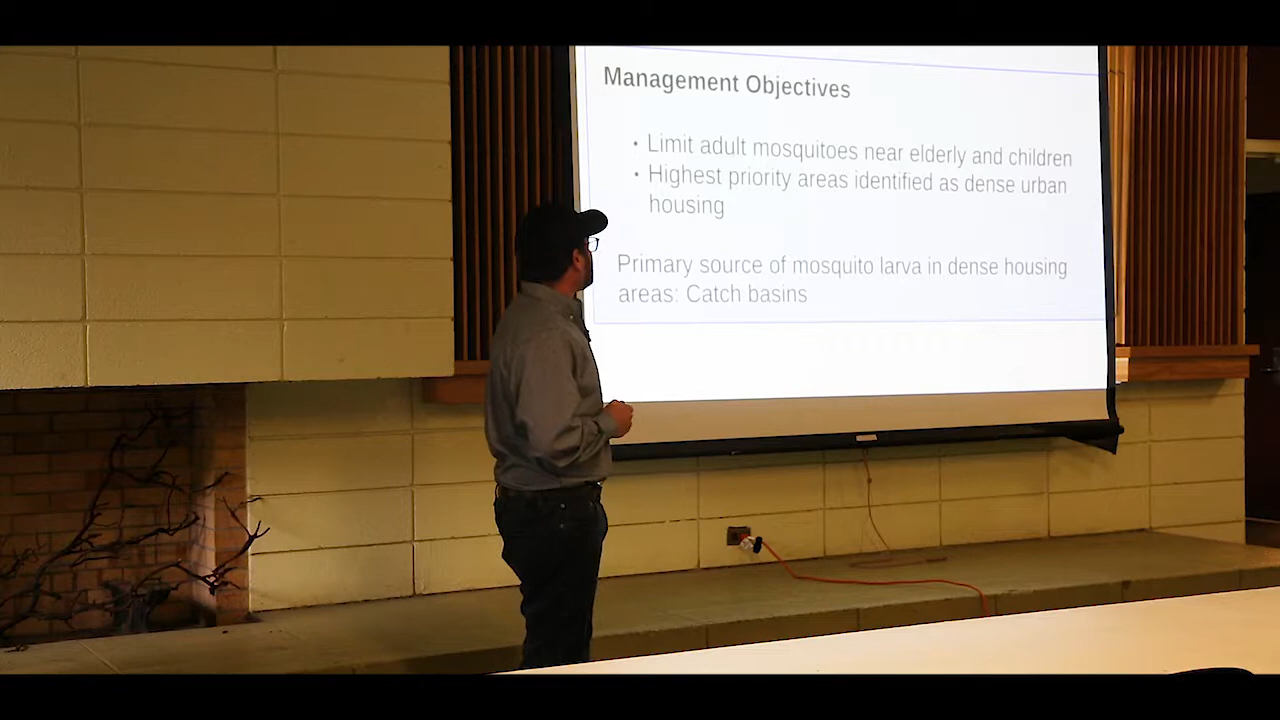 Management Objectives
• Limit adult mosquitoes near elderly and children
• Highest priority areas identified as dense urban
housing
Primary source of mosquito larva in dense housing
areas: Catch basins